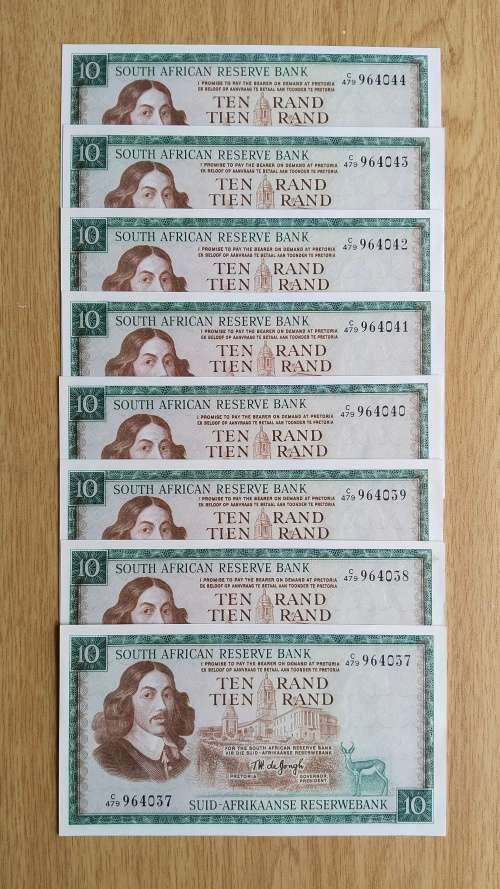 10 SOUTH AFRICAN RESERVE BANK
I PROMISE TO PAY THE BEARER ON DEMAND AT PRETORIA C/479 964044
EK BELOOF OP AANVRAAG TE BETAAL AAN TOONDER TE PRETORIA
TEN RAND
TIEN RAND
10 SOUTH AFRICAN RESERVE BANK
I PROMISE TO PAY THE BEARER ON DEMAND AT PRETORIA C/479 964043
EK BELOOF OP AANVRAAG TE BETAAL AAN TOONDER TE PRETORIA
TEN RAND
TIEN RAND
10 SOUTH AFRICAN RESERVE BANK
I PROMISE TO PAY THE BEARER ON DEMAND AT PRETORIA C/479 964042
EK BELOOF OP AANVRAAG TE BETAAL AAN TOONDER TE PRETORIA
TEN RAND
TIEN RAND
10 SOUTH AFRICAN RESERVE BANK
I PROMISE TO PAY THE BEARER ON DEMAND AT PRETORIA C/479 964041
EK BELOOF OP AANVRAAG TE BETAAL AAN TOONDER TE PRETORIA
TEN RAND
TIEN RAND
10 SOUTH AFRICAN RESERVE BANK
I PROMISE TO PAY THE BEARER ON DEMAND AT PRETORIA C/479 964040
EK BELOOF OP AANVRAAG TE BETAAL AAN TOONDER TE PRETORIA
TEN RAND
TIEN RAND
10 SOUTH AFRICAN RESERVE BANK
I PROMISE TO PAY THE BEARER ON DEMAND AT PRETORIA C/479 964039
EK BELOOF OP AANVRAAG TE BETAAL AAN TOONDER TE PRETORIA
TEN RAND
TIEN RAND
10 SOUTH AFRICAN RESERVE BANK
I PROMISE TO PAY THE BEARER ON DEMAND AT PRETORIA C/479 964038
EK BELOOF OP AANVRAAG TE BETAAL AAN TOONDER TE PRETORIA
TEN RAND
TIEN RAND
10 SOUTH AFRICAN RESERVE BANK
I PROMISE TO PAY THE BEARER ON DEMAND AT PRETORIA C/479 964037
EK BELOOF OP AANVRAAG TE BETAAL AAN TOONDER TE PRETORIA
TEN RAND
TIEN RAND
FOR THE SOUTH AFRICAN RESERVE BANK
VIR DIE SUID-AFRIKAANSE RESERWEBANK
TW de Jongh
PRETORIA GOVERNOR,
PRESIDENT
C/479 964037 SUID-AFRIKAANSE RESERWEBANK 10